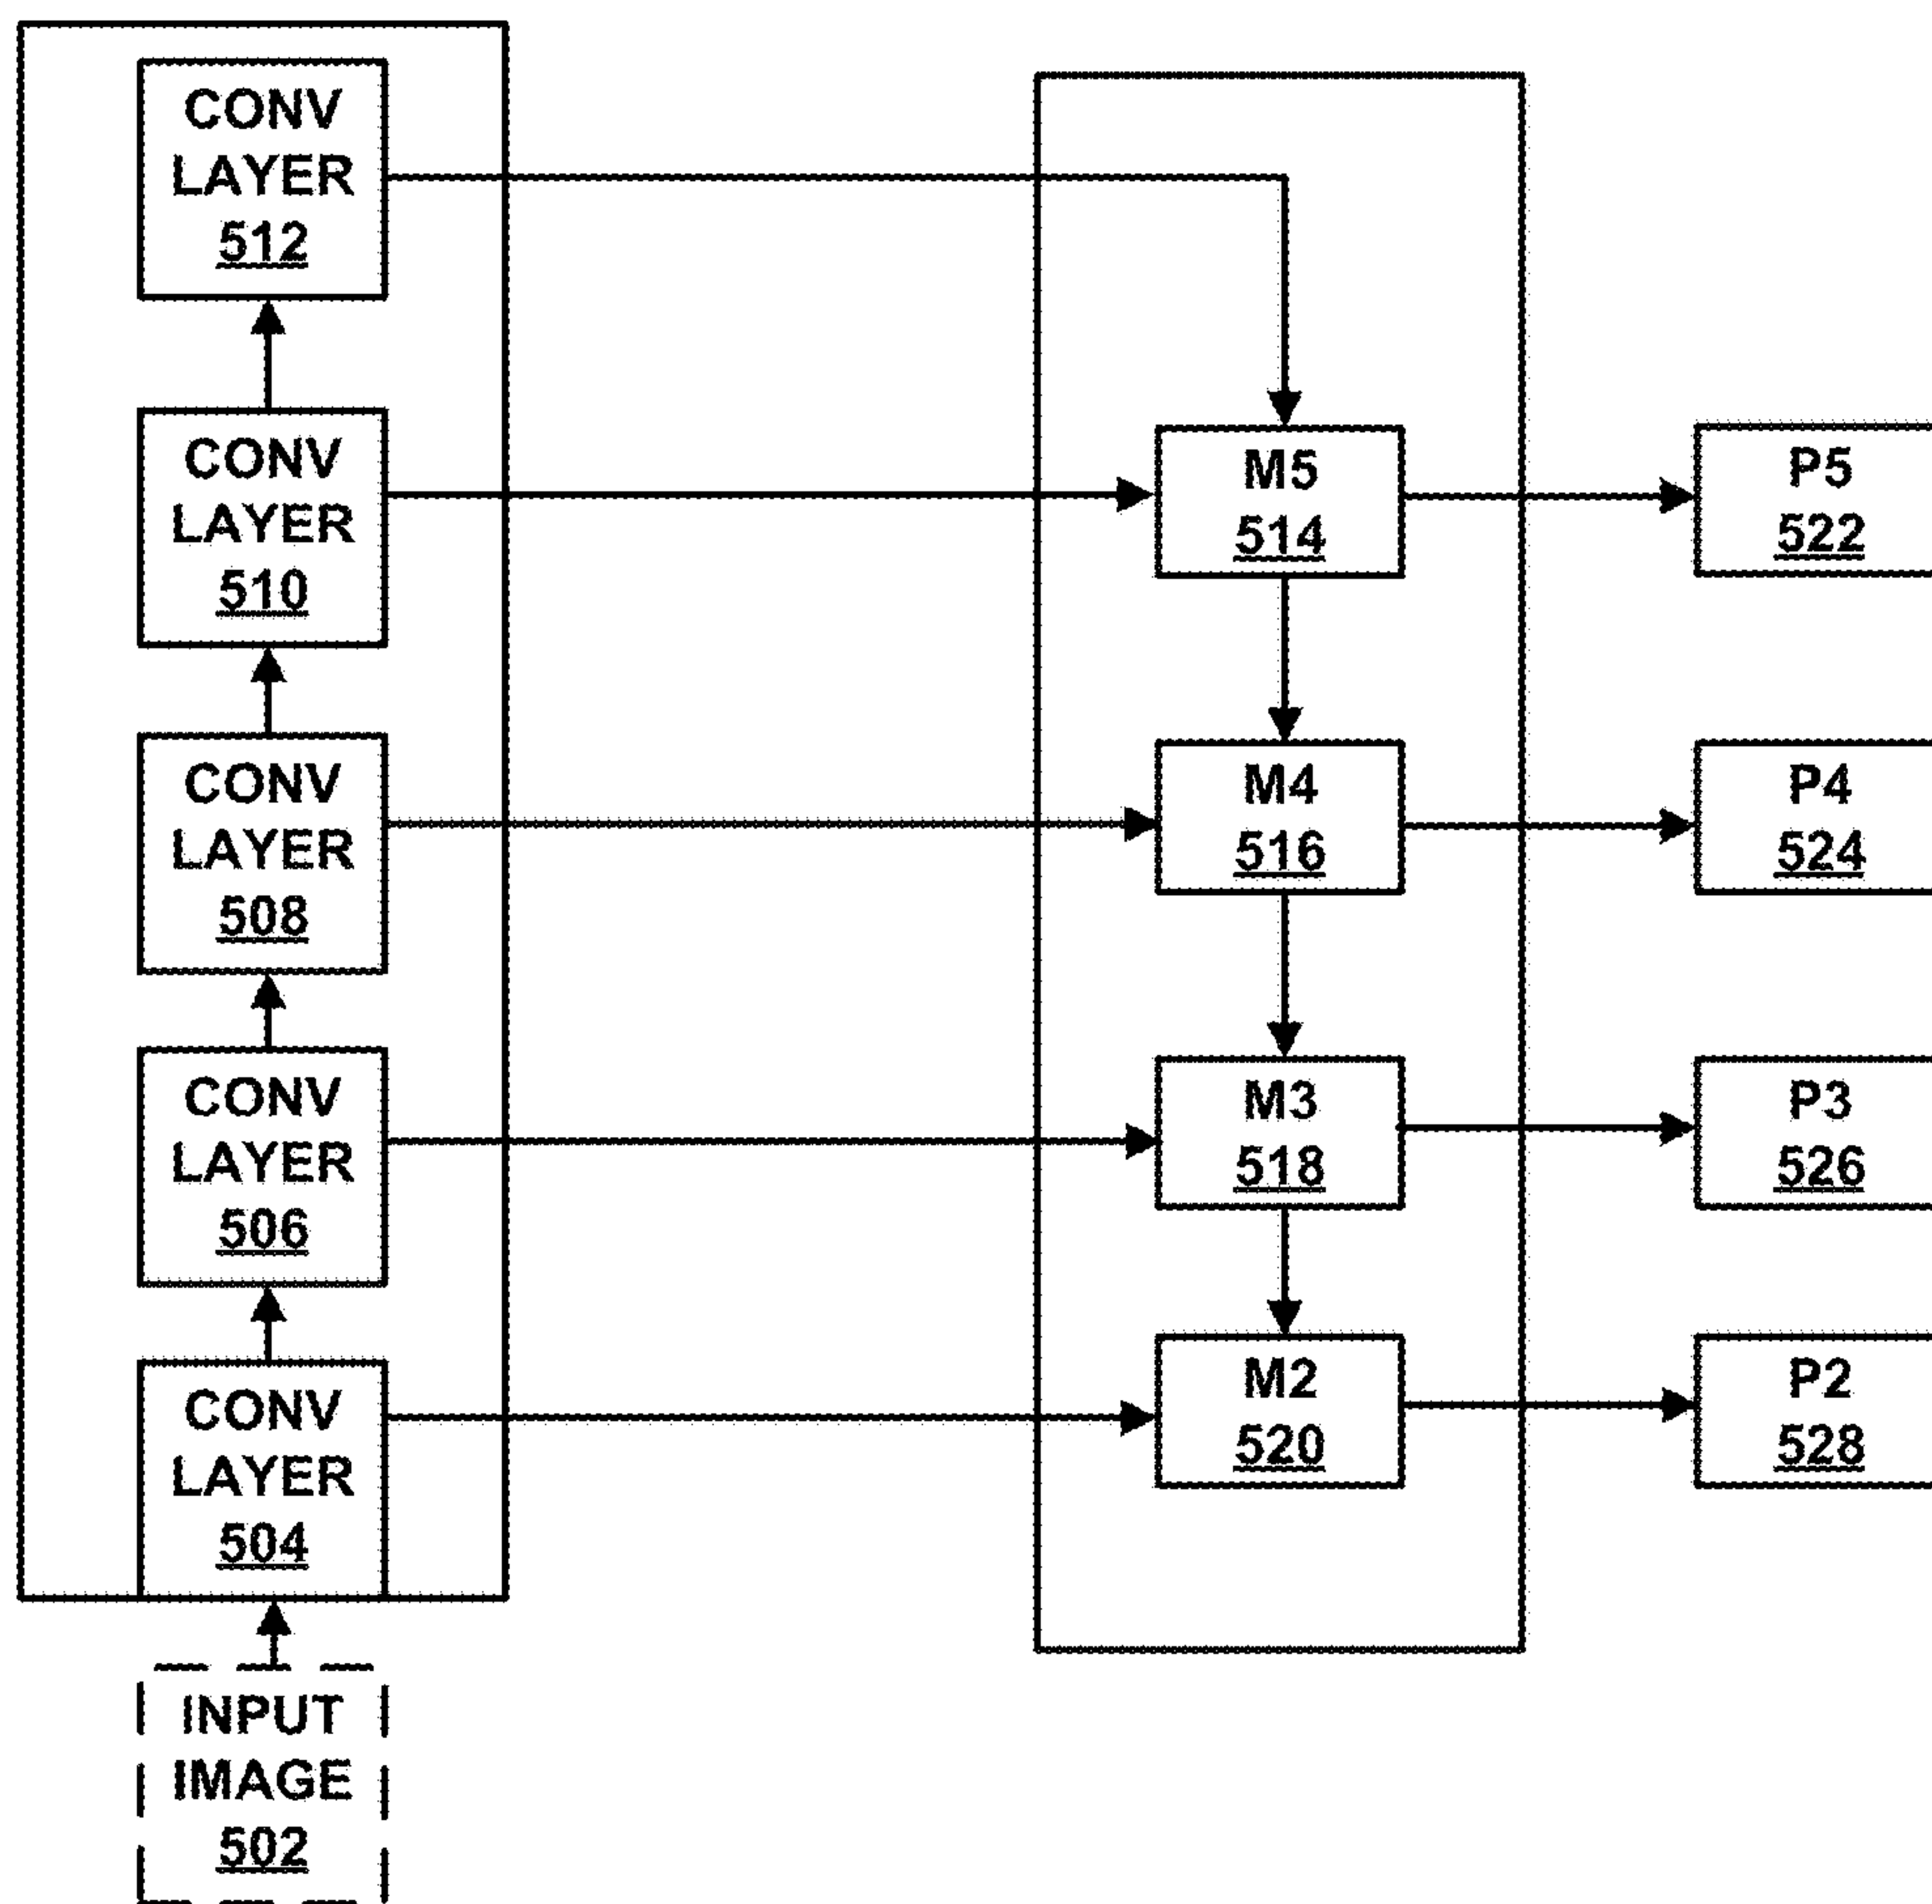 CONV
LAYER
512
CONV
LAYER
510
CONV
LAYER
508
CONV
LAYER
506
CONV
LAYER
504
INPUT
IMAGE
502
M5
514
M4
516
M3
518
M2
520
P5
522
P4
524
P3
526
P2
528